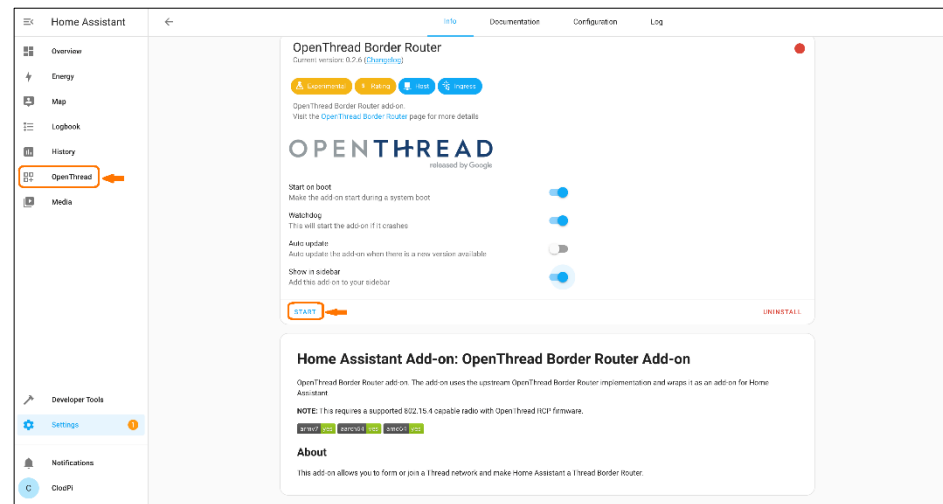 Home Assistant
Info
Documentation
Configuration
Log
Overview
Energy
Map
Logbook
History
OpenThread
Media
Developer Tools
Settings
1
Notifications
C
ClodPi
OpenThread Border Router
Current version: 0.2.6 (Changelog)
Experimental
Rating
Host
Ingress
OpenThread Border Router add-on.
Visit the OpenThread Border Router page for more details
OPENTHREAD
released by Google
Start on boot
Make the add-on start during a system boot
Watchdog
This will start the add-on if it crashes
Auto update
Auto update the add-on when there is a new version available
Show in sidebar
Add this add-on to your sidebar
START
UNINSTALL
Home Assistant Add-on: OpenThread Border Router Add-on
OpenThread Border Router add-on. The add-on uses the upstream OpenThread Border Router implementation and wraps it as an add-on for Home
Assistant
NOTE: This requires a supported 802.15.4 capable radio with OpenThread RCP firmware.
armv7 yes aarch64 yes amd64 yes
About
This add-on allows you to form or join a Thread network and make Home Assistant a Thread Border Router.